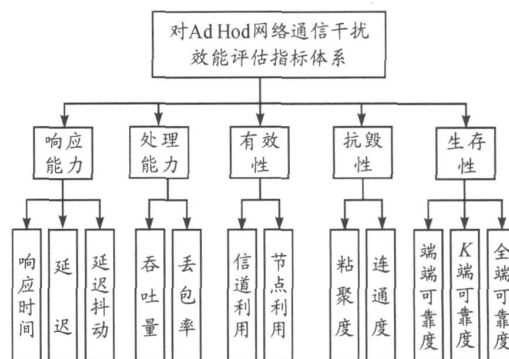 对Ad Hod网络通信干扰
效能评估指标体系
响应
能力
处理
能力
有效
性
抗毁
性
生存
性
响应时间
延迟
延迟抖动
吞吐量
丢包率
信道利用
节点利用
粘聚度
连通度
端端可靠度
K端可靠度
全端可靠度